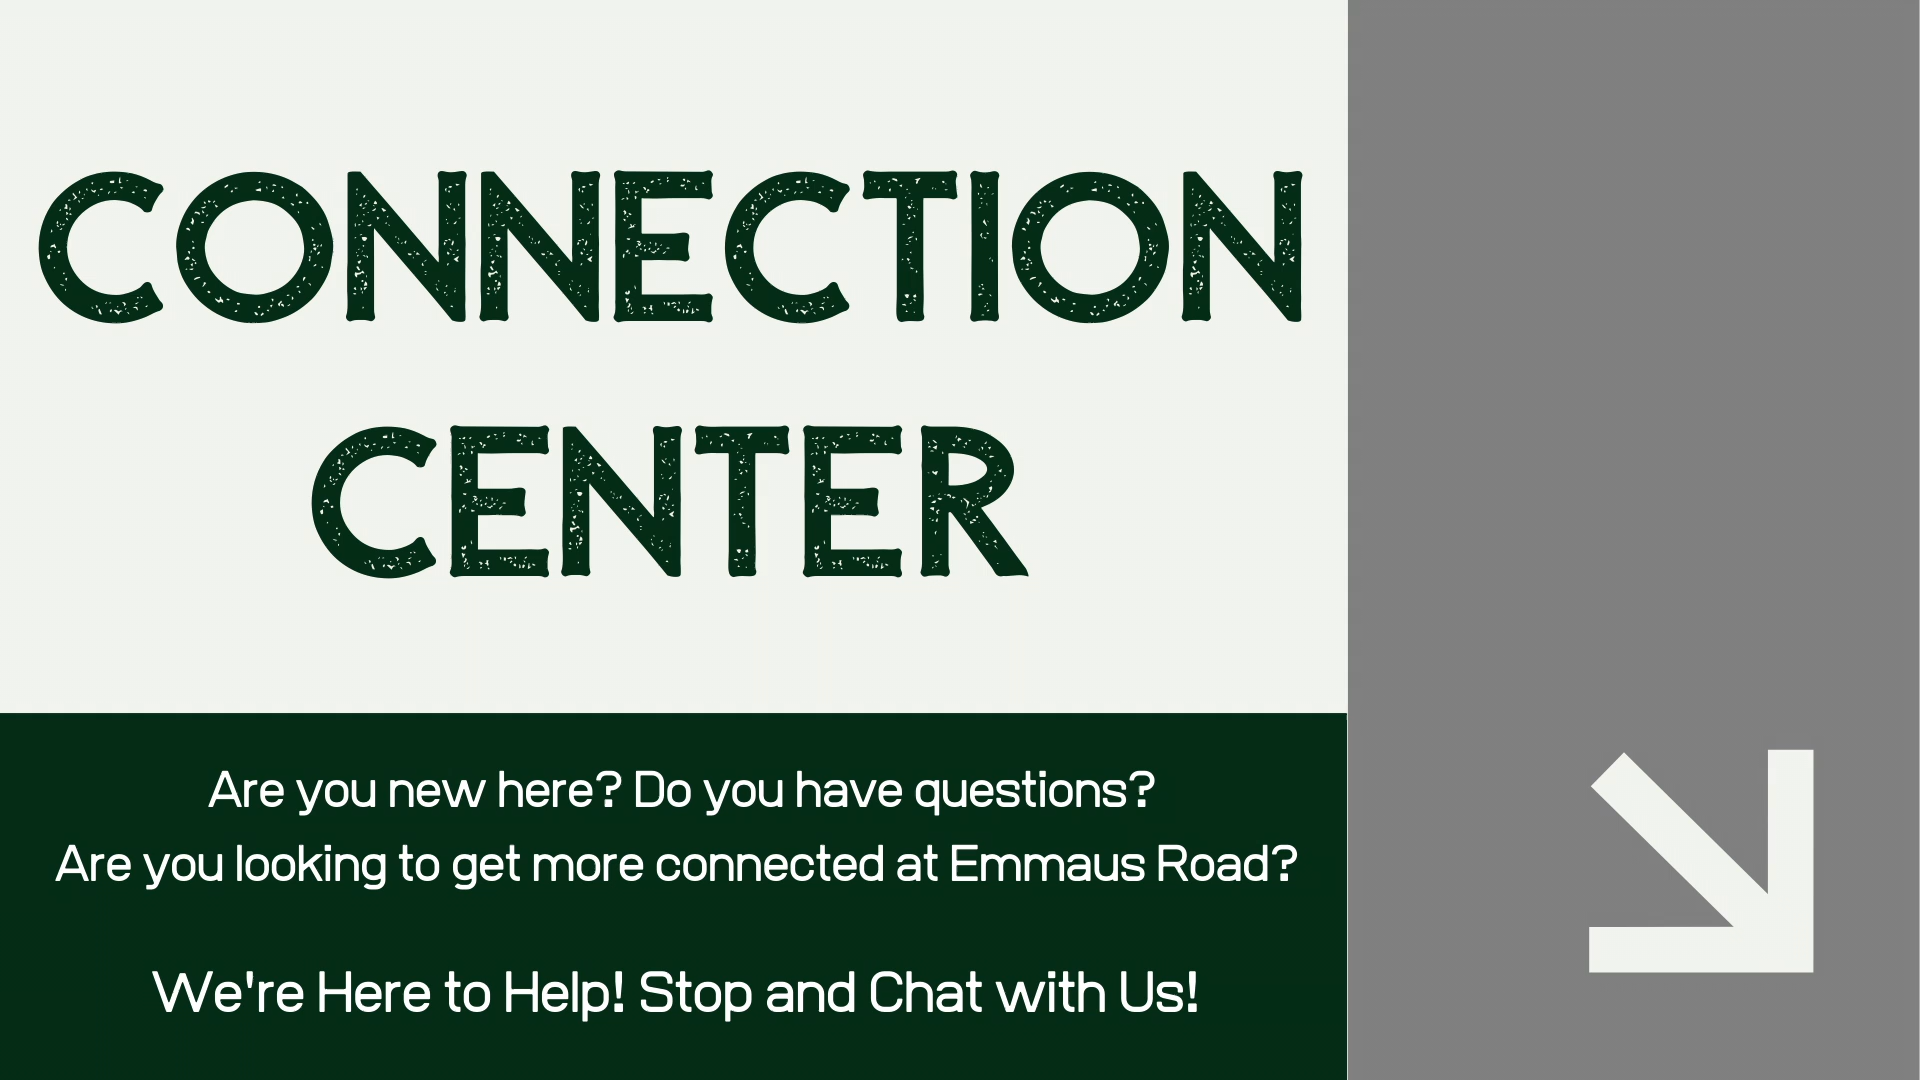 CONNECTION
CENTER
Are you new here? Do you have questions?
Are you looking to get more connected at Emmaus Road?
We're Here to Help! Stop and Chat with Us!